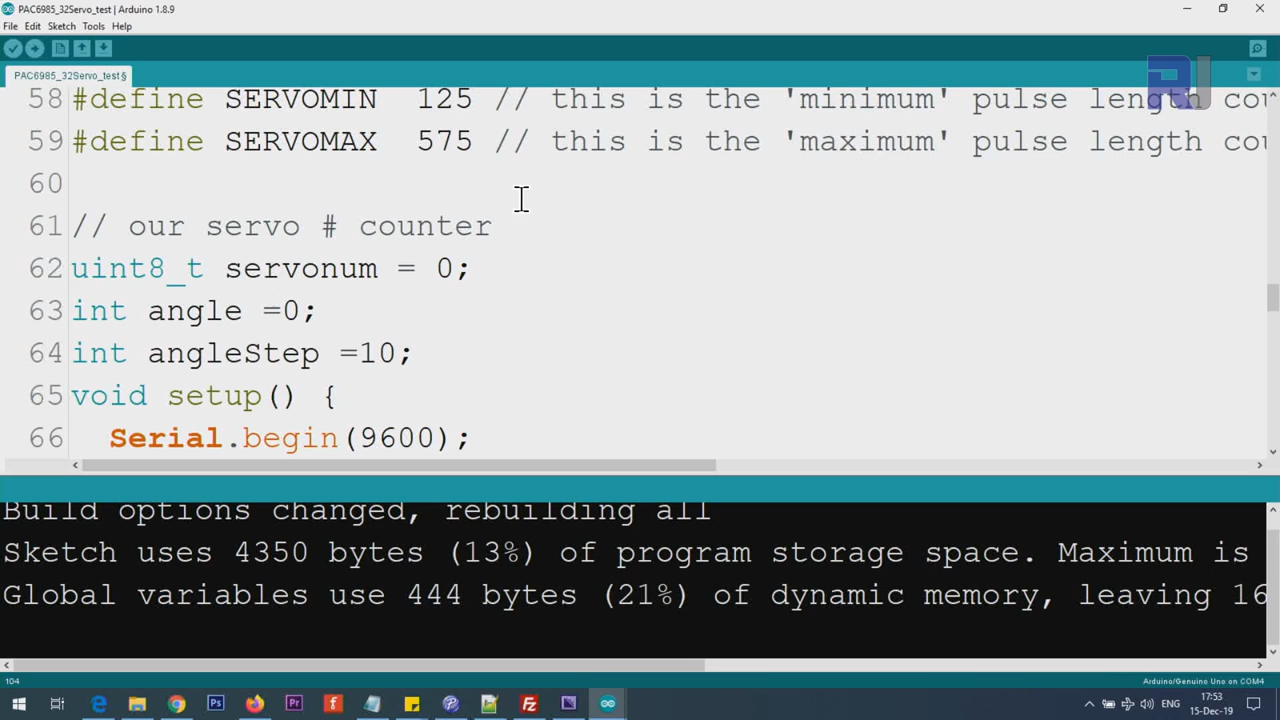 PAC6985_32Servo_test | Arduino 1.8.9
File Edit Sketch Tools Help
PAC6985_32Servo_test§
RJ
58 #define SERVOMIN 125 // this is the 'minimum' pulse length cou
59 #define SERVOMAX 575 // this is the 'maximum' pulse length cou
60
61 // our servo # counter
62 uint8_t servonum = 0;
63 int angle =0;
64 int angleStep =10;
65 void setup() {
66 Serial.begin(9600);
Build options changed, rebuilding all
Sketch uses 4350 bytes (13%) of program storage space. Maximum is
Global variables use 444 bytes (21%) of dynamic memory, leaving 16
104
Arduino/Genuino Uno on COM4
ENG
17:53
15-Dec-19